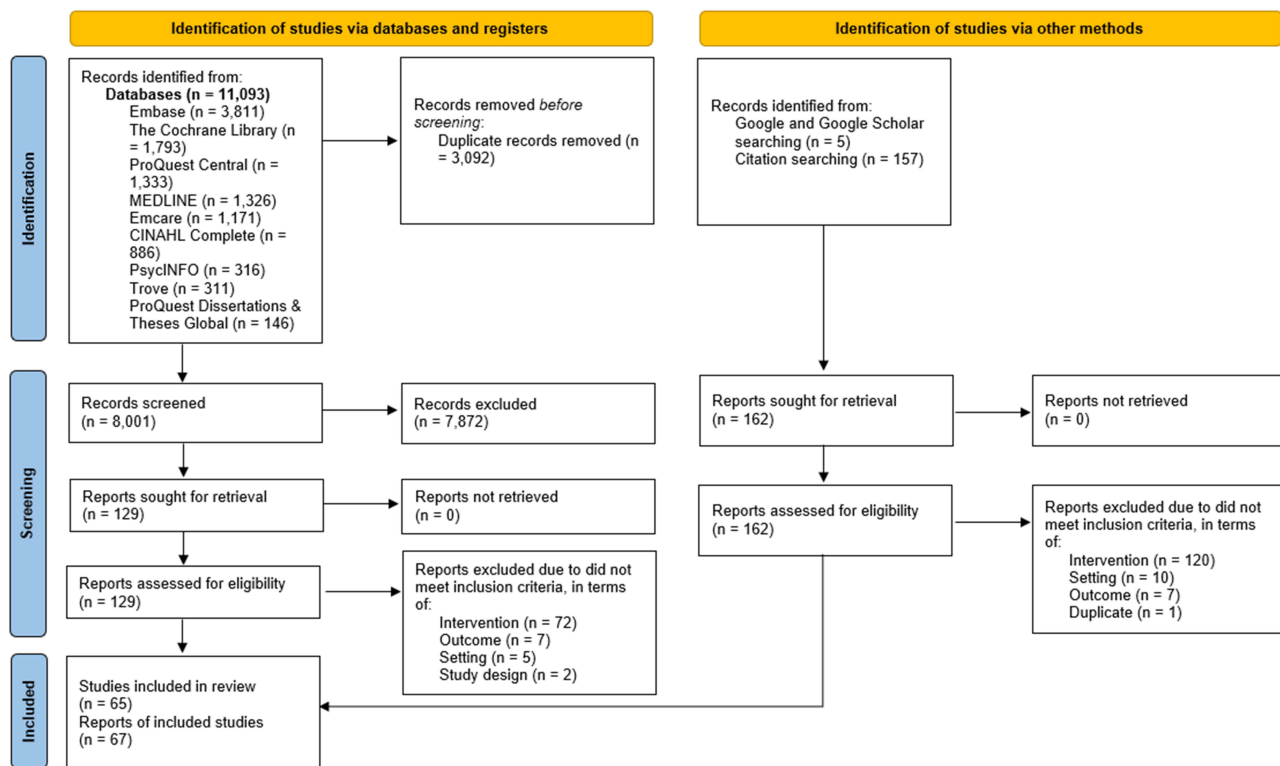 Identification of studies via databases and registers
Identification of studies via other methods
Identification
Records identified from:
Databases (n = 11,093)
Embase (n = 3,811)
The Cochrane Library (n
= 1,793)
ProQuest Central (n =
1,333)
MEDLINE (n = 1,326)
Emcare (n = 1,171)
CINAHL Complete (n =
886)
PsycINFO (n = 316)
Trove (n = 311)
ProQuest Dissertations &
Theses Global (n = 146)
Records removed before
screening:
Duplicate records removed (n
= 3,092)
Records identified from:
Google and Google Scholar
searching (n = 5)
Citation searching (n = 157)
Screening
Records screened
(n = 8,001)
Records excluded
(n = 7,872)
Reports sought for retrieval
(n = 162)
Reports not retrieved
(n = 0)
Reports sought for retrieval
(n = 129)
Reports not retrieved
(n = 0)
Reports assessed for eligibility
(n = 162)
Reports excluded due to did not
meet inclusion criteria, in terms
of:
Intervention (n = 120)
Setting (n = 10)
Outcome (n = 7)
Duplicate (n = 1)
Reports assessed for eligibility
(n = 129)
Reports excluded due to did not
meet inclusion criteria, in terms
of:
Intervention (n = 72)
Outcome (n = 7)
Setting (n = 5)
Study design (n = 2)
Included
Studies included in review
(n = 65)
Reports of included studies
(n = 67)